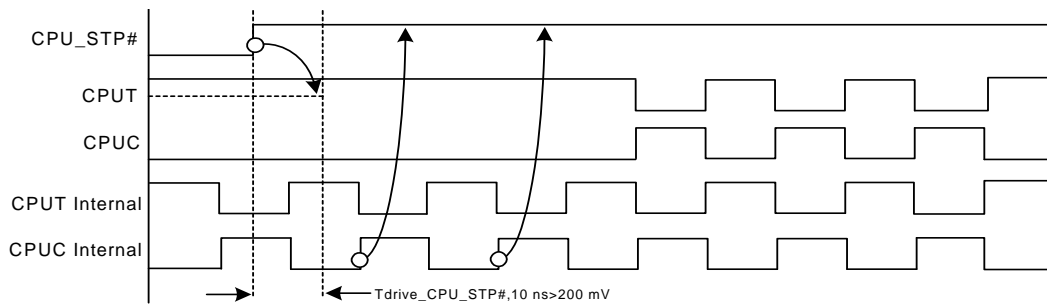 CPU_STP#
CPUT
CPUC
CPUT Internal
CPUC Internal
Tdrive_CPU_STP#,10 ns>200 mV